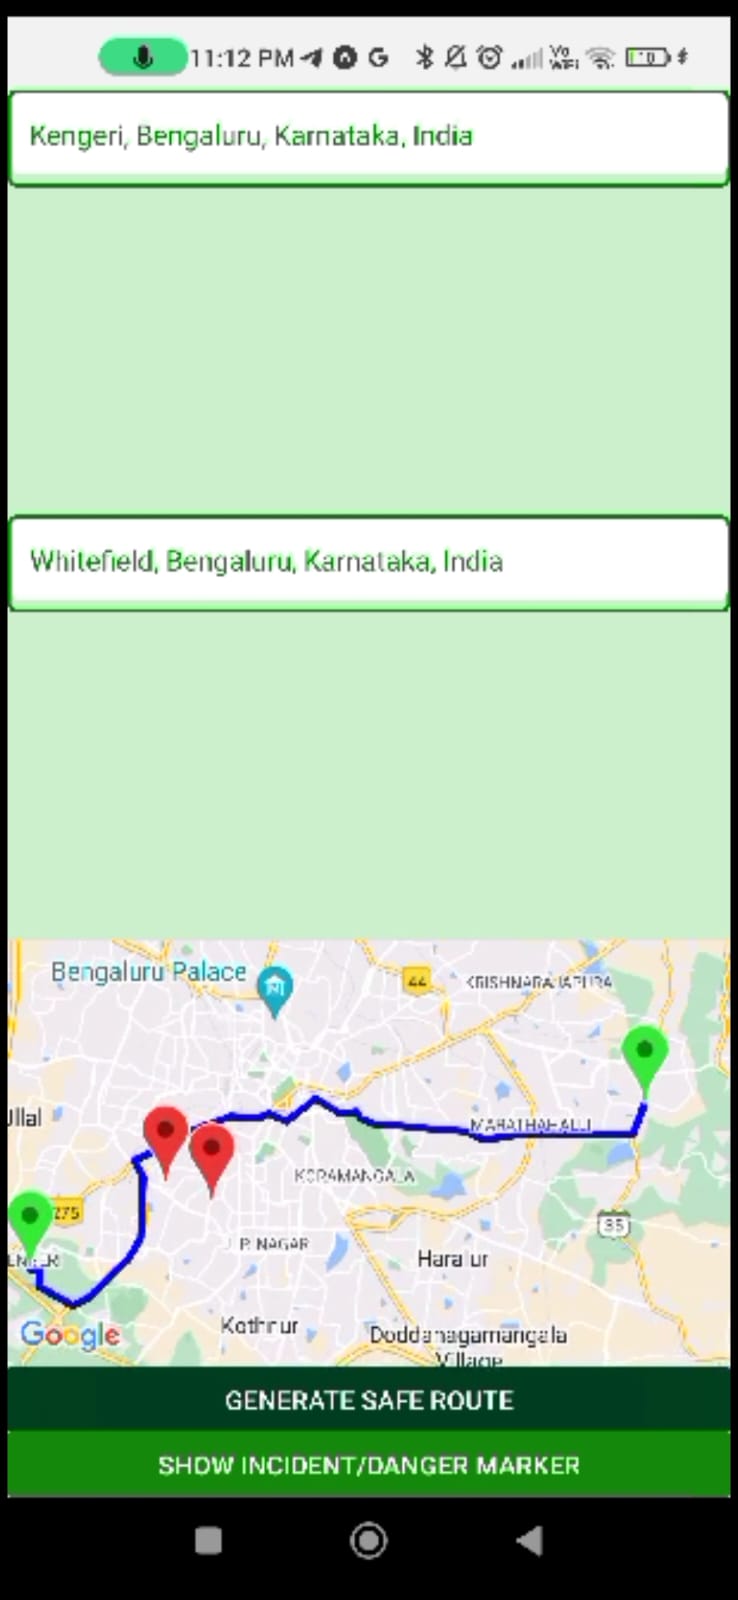 11:12 PM
Kengeri, Bengaluru, Karnataka, India
Whitefield, Bengaluru, Karnataka, India
Bengaluru Palace
44
KRISHNARAJAPURA
Ullal
MARATHAHALLI
KORAMANGALA
275
35
J.P. NAGAR
Haralur
Google
Kothnur
Doddanagamangala
Village
GENERATE SAFE ROUTE
SHOW INCIDENT/DANGER MARKER